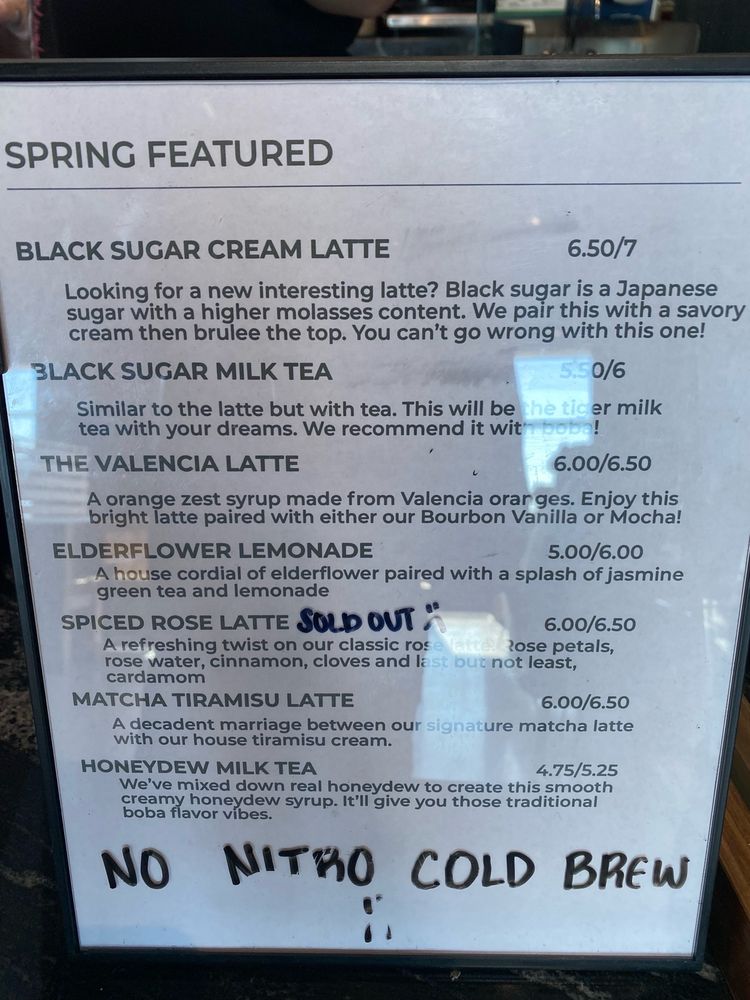 SPRING FEATURED
BLACK SUGAR CREAM LATTE 6.50/7
Looking for a new interesting latte? Black sugar is a Japanese
sugar with a higher molasses content. We pair this with a savory
cream then brulee the top. You can't go wrong with this one!
BLACK SUGAR MILK TEA 5.50/6
Similar to the latte but with tea. This will be the tiger milk
tea with your dreams. We recommend it with boba!
THE VALENCIA LATTE 6.00/6.50
A orange zest syrup made from Valencia oranges. Enjoy this
bright latte paired with either our Bourbon Vanilla or Mocha!
ELDERFLOWER LEMONADE 5.00/6.00
A house cordial of elderflower paired with a splash of jasmine
green tea and lemonade
SPICED ROSE LATTE SOLD OUT 6.00/6.50
A refreshing twist on our classic rose latte. Rose petals,
rose water, cinnamon, cloves and last but not least,
cardamom
MATCHA TIRAMISU LATTE 6.00/6.50
A decadent marriage between our signature matcha latte
with our house tiramisu cream.
HONEYDEW MILK TEA 4.75/5.25
We've mixed down real honeydew to create this smooth
creamy honeydew syrup. It'll give you those traditional
boba flavor vibes.
NO NITRO COLD BREW